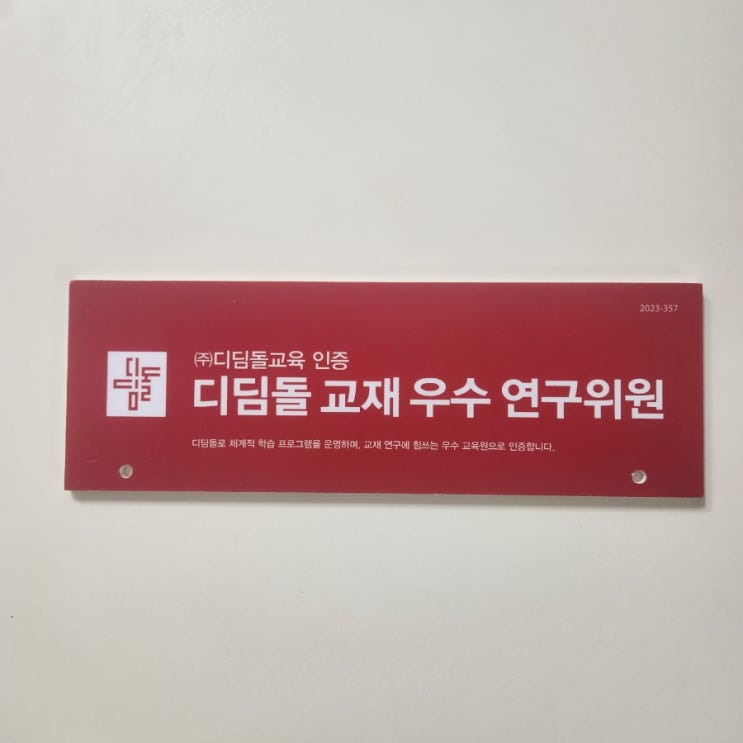 2023-357
디딤돌
㈜디딤돌교육 인증
디딤돌 교재 우수 연구위원
디딤돌로 체계적 학습 프로그램을 운영하며, 교재 연구에 힘쓰는 우수 교육원으로 인증합니다.